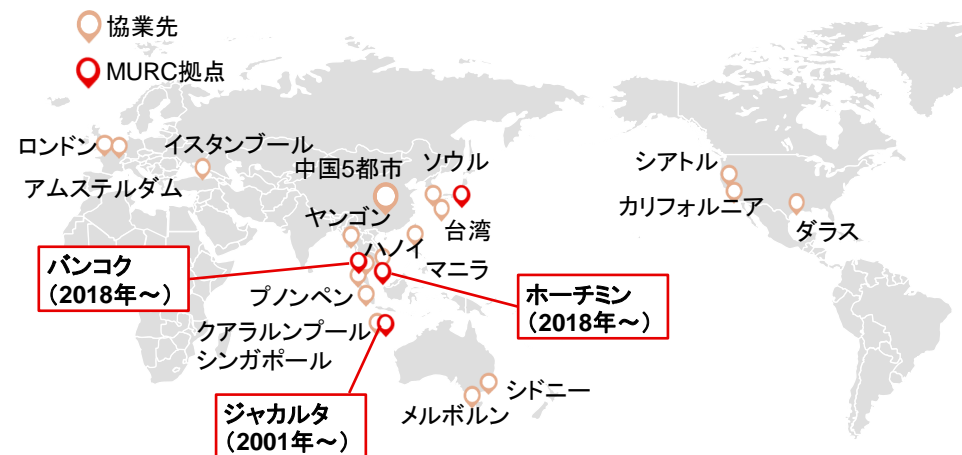 協業先
MURC拠点
ロンドン
アムステルダム
イスタンブール
中国5都市
ソウル
台湾
ヤンゴン
ハノイ
マニラ
バンコク
（2018年～）
プノンペン
ホーチミン
（2018年～）
クアラルンプール
シンガポール
ジャカルタ
（2001年～）
シドニー
メルボルン
シアトル
カリフォルニア
ダラス